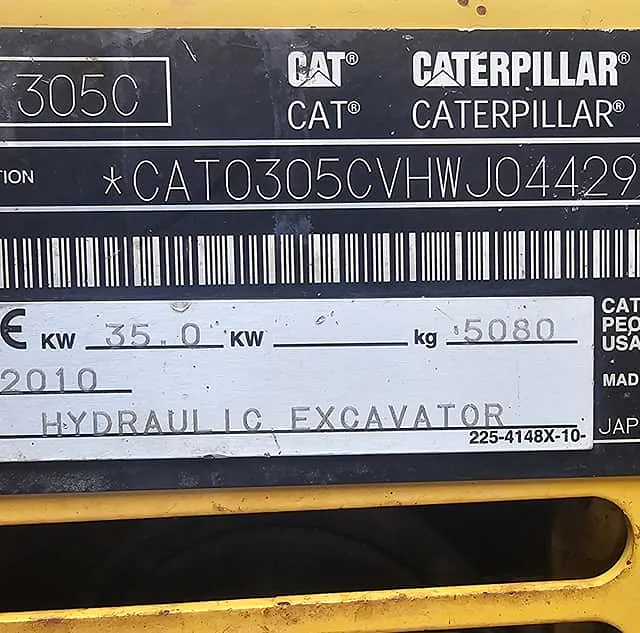 305C
CAT® CATERPILLAR®
CAT® CATERPILLAR®
TION *CAT0305CVHWJ04429
CAT
PEO
USA
CE KW 35.0 KW kg 5080
2010
HYDRAULIC EXCAVATOR
225-4148X-10-
MAD
JAP